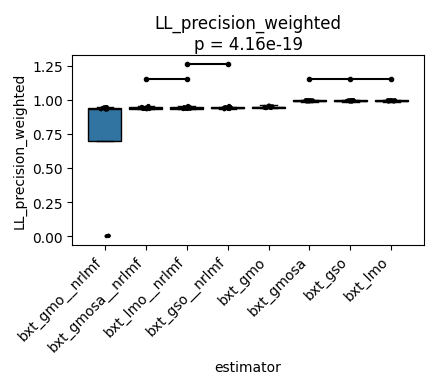 LL_precision_weighted
p = 4.16e-19
LL_precision_weighted
1.25
1.00
0.75
0.50
0.25
0.00
bxt_gmo__nrlmf
bxt_gmosa__nrlmf
bxt_lmo__nrlmf
bxt_gso__nrlmf
bxt_gmo
bxt_gmosa
bxt_gso
bxt_lmo
estimator